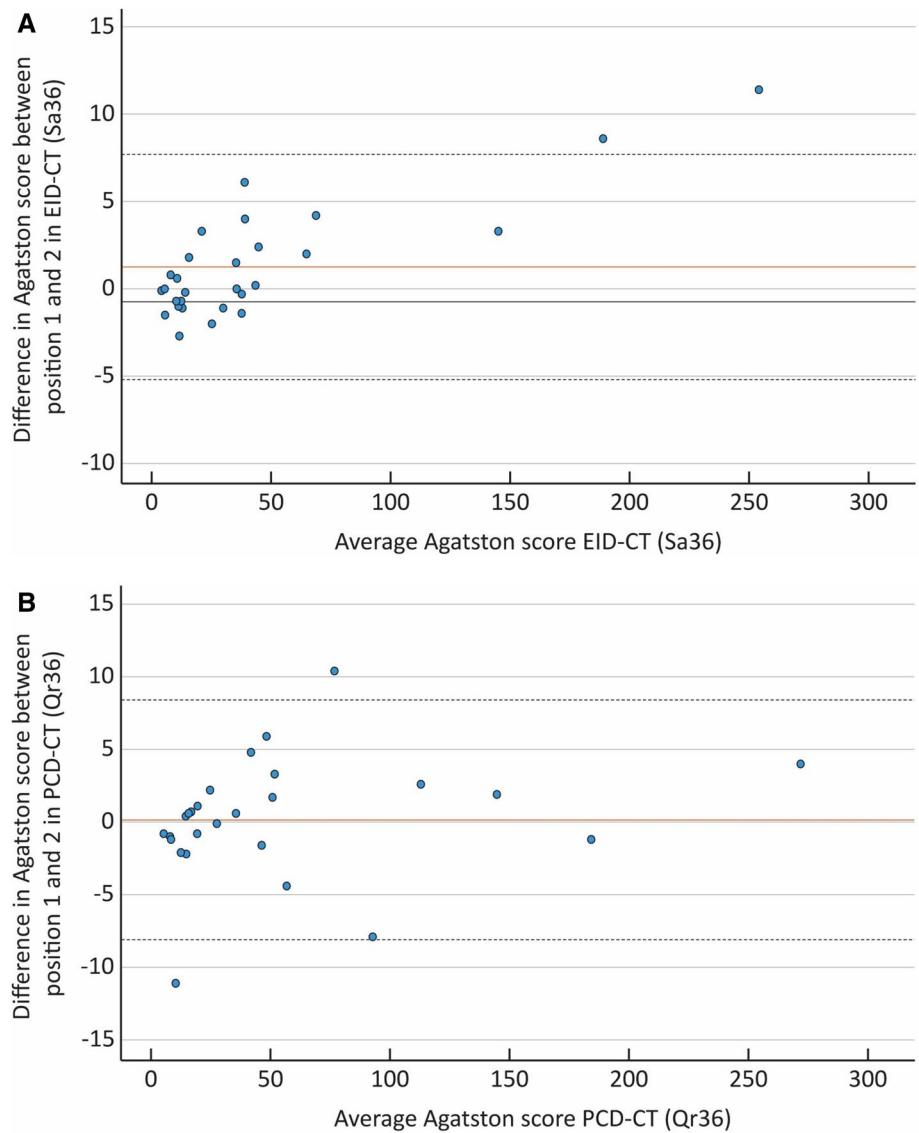 A
Difference in Agatston score between
position 1 and 2 in EID-CT (Sa36)
15
10
5
0
-5
-10
0 50 100 150 200 250 300
Average Agatston score EID-CT (Sa36)
B
Difference in Agatston score between
position 1 and 2 in PCD-CT (Qr36)
15
10
5
0
-5
-10
-15
0 50 100 150 200 250 300
Average Agatston score PCD-CT (Qr36)